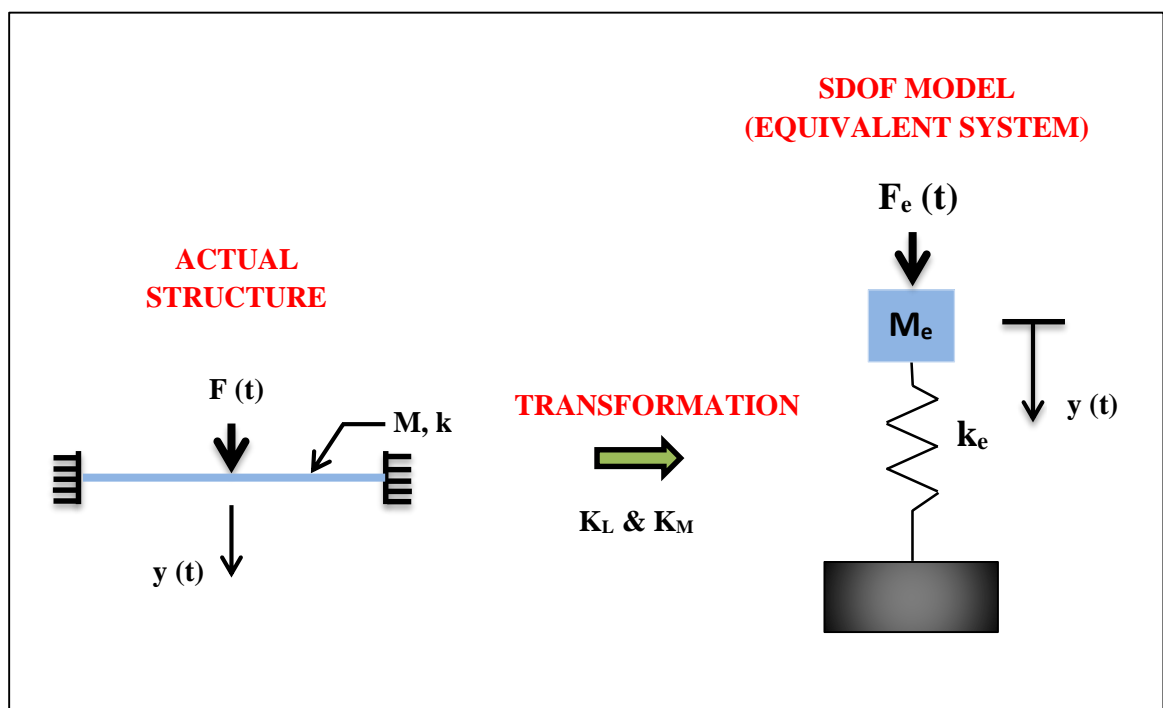 SDOF MODEL
(EQUIVALENT SYSTEM)
Fe (t)
ACTUAL
STRUCTURE
Me
F (t)
M, k
TRANSFORMATION
y (t)
ke
KL & KM
y (t)